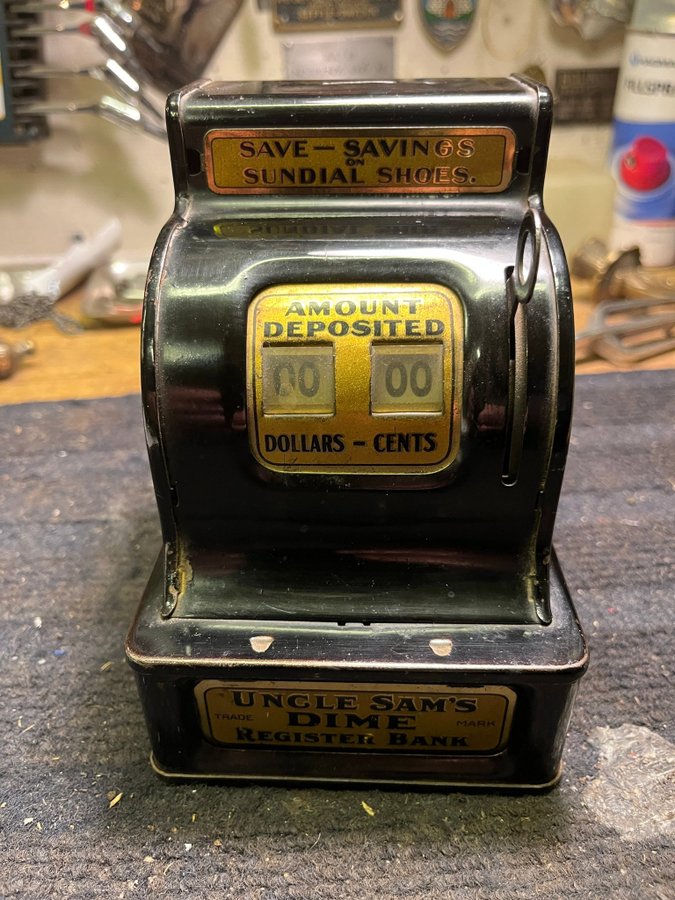 SAVE — SAVINGS
ON
SUNDIAL SHOES.
AMOUNT
DEPOSITED
00 00
DOLLARS - CENTS
UNCLE SAM'S
TRADE DIME MARK
REGISTER BANK